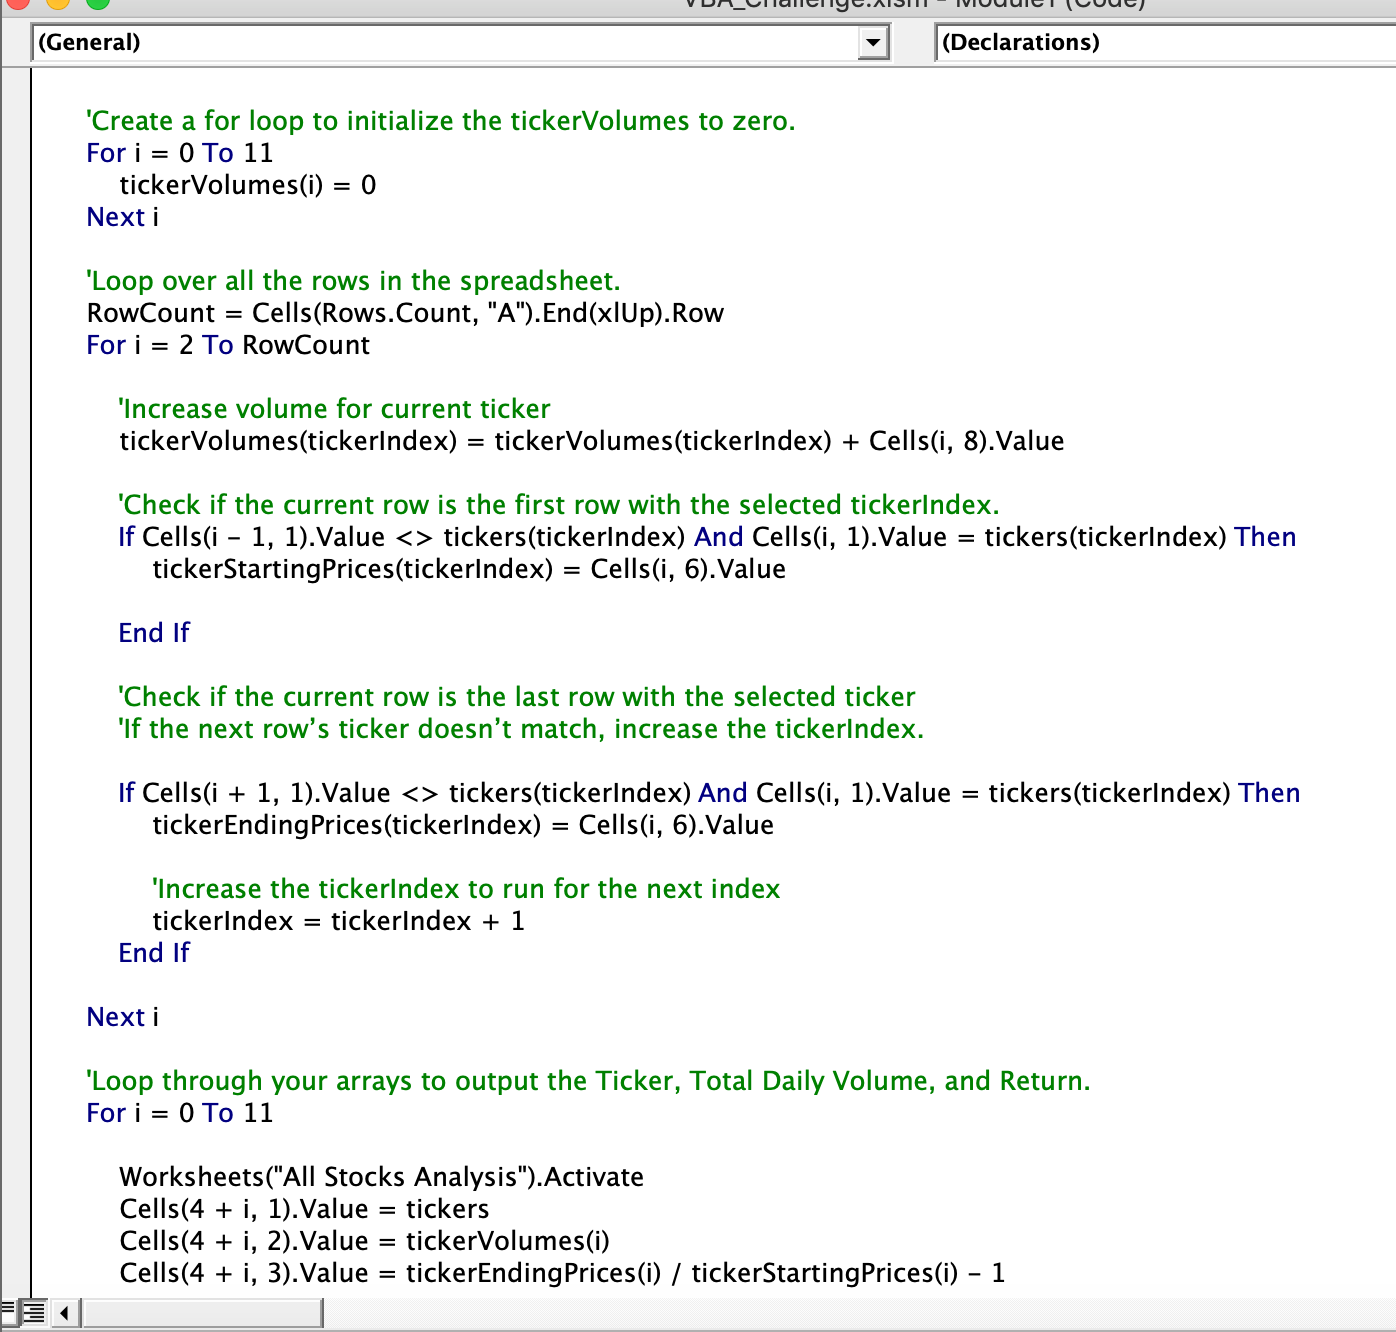 VBA_Challenge.xlsm - Module1 (Code)
(General)
(Declarations)
'Create a for loop to initialize the tickerVolumes to zero.
For i = 0 To 11
tickerVolumes(i) = 0
Next i
'Loop over all the rows in the spreadsheet.
RowCount = Cells(Rows.Count, "A").End(xlUp).Row
For i = 2 To RowCount
'Increase volume for current ticker
tickerVolumes(tickerIndex) = tickerVolumes(tickerIndex) + Cells(i, 8).Value
'Check if the current row is the first row with the selected tickerIndex.
If Cells(i - 1, 1).Value <> tickers(tickerIndex) And Cells(i, 1).Value = tickers(tickerIndex) Then
tickerStartingPrices(tickerIndex) = Cells(i, 6).Value
End If
'Check if the current row is the last row with the selected ticker
'If the next row’s ticker doesn’t match, increase the tickerIndex.
If Cells(i + 1, 1).Value <> tickers(tickerIndex) And Cells(i, 1).Value = tickers(tickerIndex) Then
tickerEndingPrices(tickerIndex) = Cells(i, 6).Value
'Increase the tickerIndex to run for the next index
tickerIndex = tickerIndex + 1
End If
Next i
'Loop through your arrays to output the Ticker, Total Daily Volume, and Return.
For i = 0 To 11
Worksheets("All Stocks Analysis").Activate
Cells(4 + i, 1).Value = tickers
Cells(4 + i, 2).Value = tickerVolumes(i)
Cells(4 + i, 3).Value = tickerEndingPrices(i) / tickerStartingPrices(i) - 1